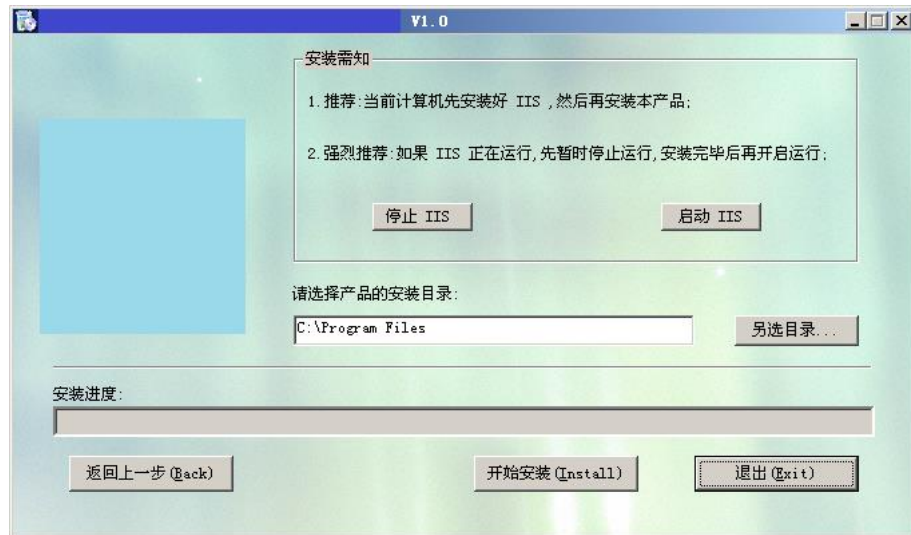 V1.0
安装需知
1.推荐:当前计算机先安装好 IIS ,然后再安装本产品;
2.强烈推荐:如果 IIS 正在运行,先暂时停止运行,安装完毕后再开启运行;
停止 IIS
启动 IIS
请选择产品的安装目录:
C:\Program Files
另选目录...
安装进度:
返回上一步(Back)
开始安装(Install)
退出(Exit)